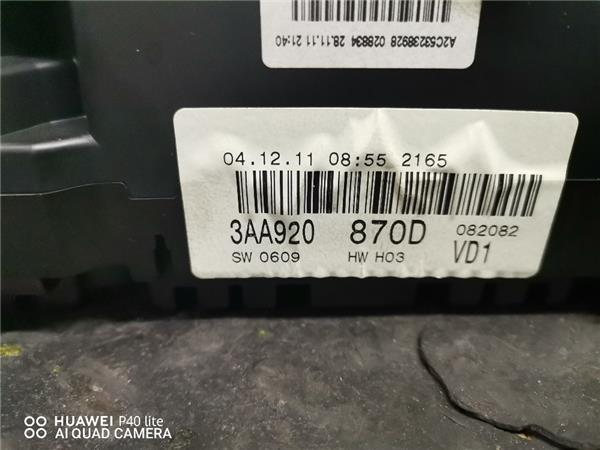 A2C53238928 028834 28.11.11 21:40
04.12.11 08:55 2165
3AA920 870D 082082
SW 0609 HW H03 VD1
HUAWEI P40 lite
AI QUAD CAMERA